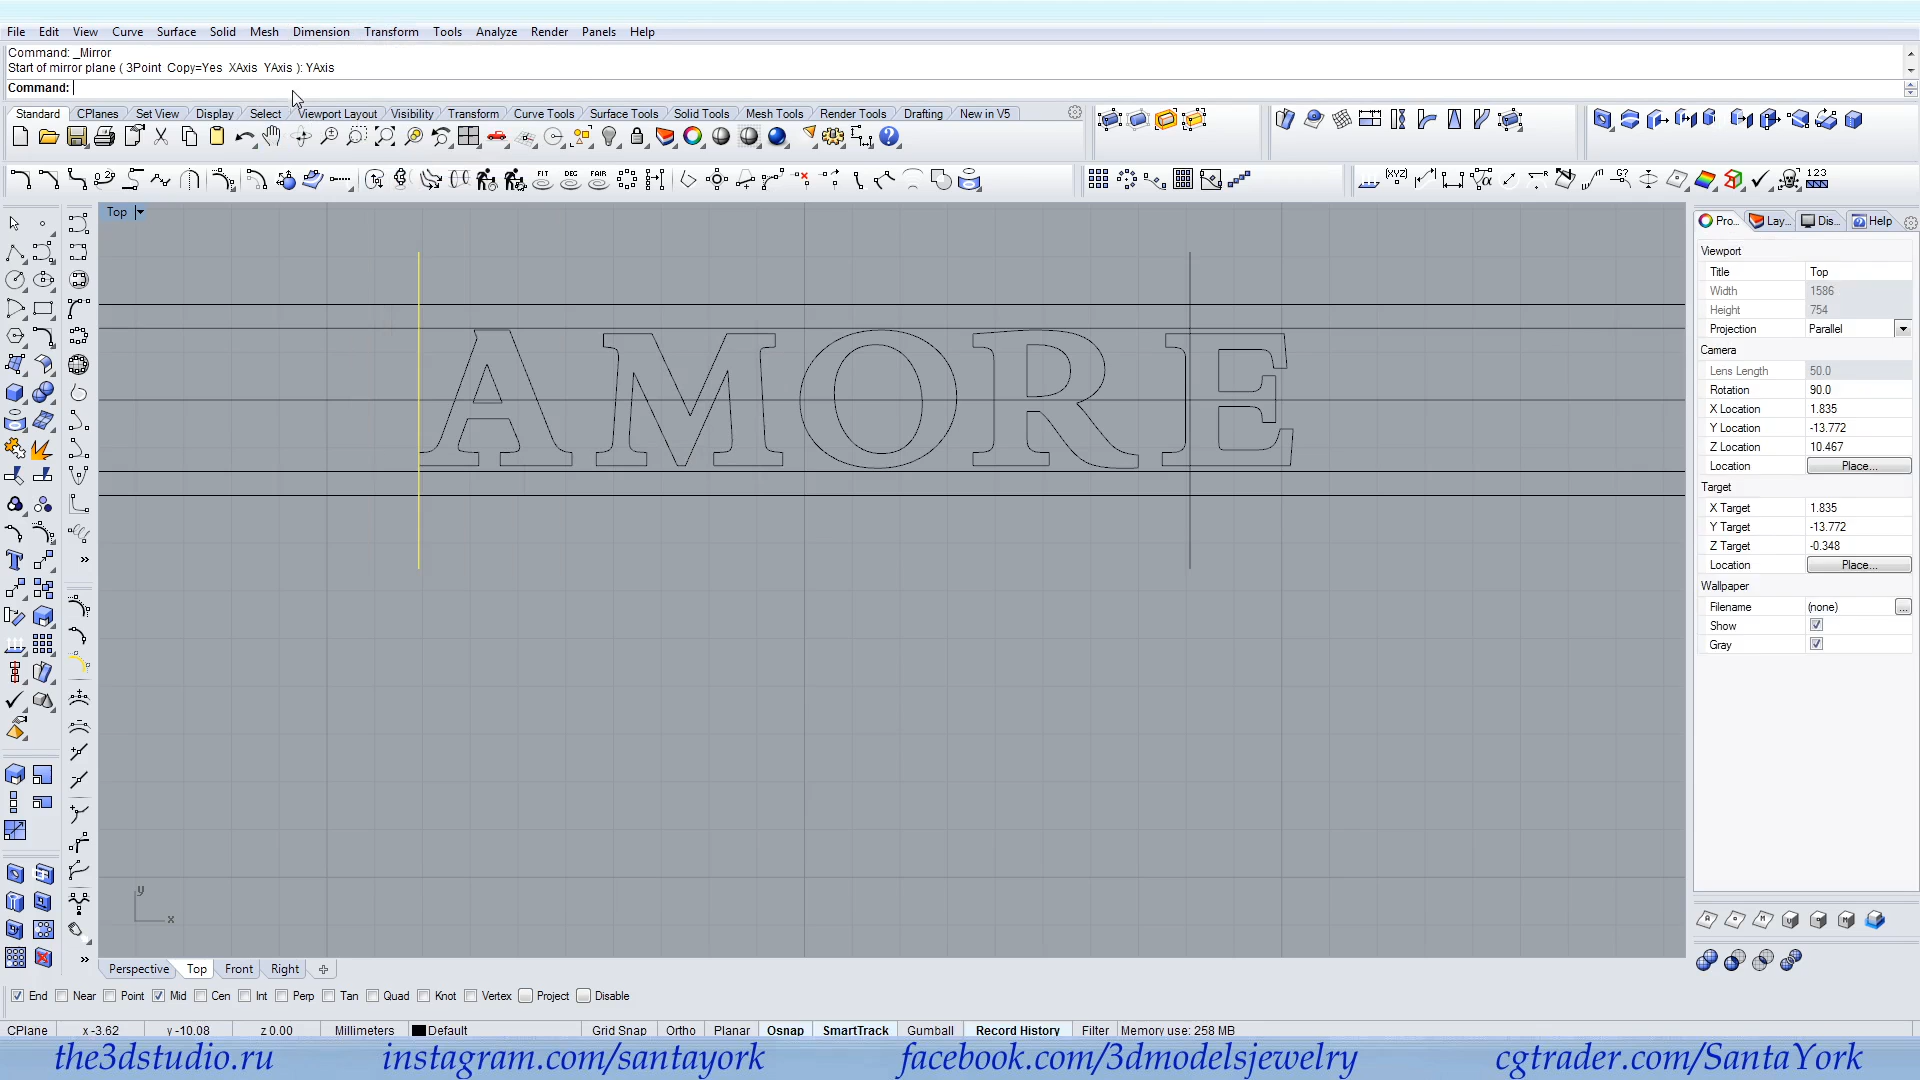 File Edit View Curve Surface Solid Mesh Dimension Transform Tools Analyze Render Panels Help
Command: _Mirror
Start of mirror plane ( 3Point Copy=Yes XAxis YAxis ): YAxis
Command:
Standard CPlanes Set View Display Select Viewport Layout Visibility Transform Curve Tools Surface Tools Solid Tools Mesh Tools Render Tools Drafting New in V5
Top
AMORE
Pro... Lay... Dis... Help
Viewport
Title Top
Width 1586
Height 754
Projection Parallel
Camera
Lens Length 50.0
Rotation 90.0
X Location 1.835
Y Location -13.772
Z Location 10.467
Location Place...
Target
X Target 1.835
Y Target -13.772
Z Target -0.348
Location Place...
Wallpaper
Filename (none) ...
Show
Gray
y
x
Perspective Top Front Right
End Near Point Mid Cen Int Perp Tan Quad Knot Vertex Project Disable
CPlane x -3.62 y -10.08 z 0.00 Millimeters Default Grid Snap Ortho Planar Osnap SmartTrack Gumball Record History Filter Memory use: 258 MB
the3dstudio.ru instagram.com/santayork facebook.com/3dmodelsjewelry cgtrader.com/SantaYork